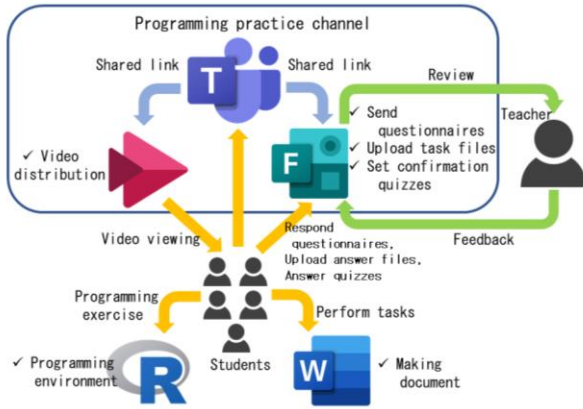 Programming practice channel
Shared link
Shared link
T
Review
✓ Send
questionnaires
✓ Upload task files
✓ Set confirmation
quizzes
Teacher
✓ Video
distribution
F
Video viewing
Respond
questionnaires,
Upload answer files,
Answer quizzes
Feedback
Programming
exercise
Perform tasks
Students
✓ Programming
environment
R
W
✓ Making
document